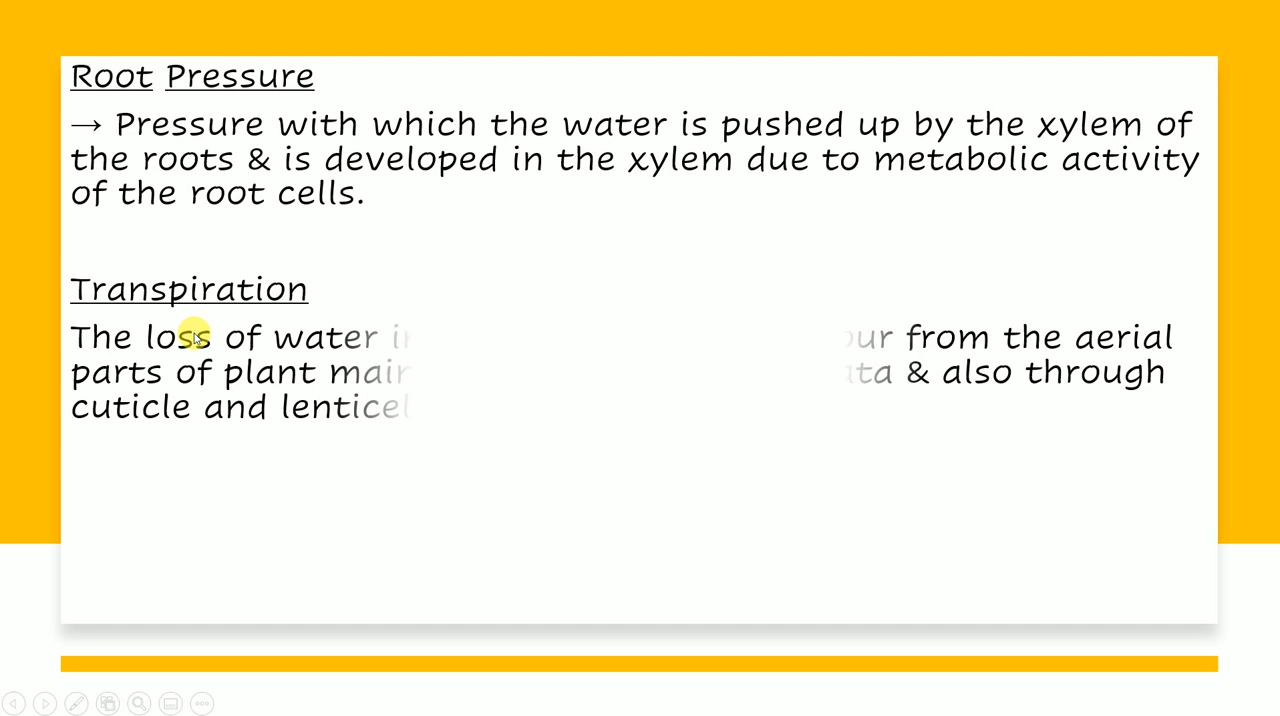 Root Pressure
→ Pressure with which the water is pushed up by the xylem of
the roots & is developed in the xylem due to metabolic activity
of the root cells.
Transpiration
The loss of water from the aerial
parts of plant & also through
cuticle and